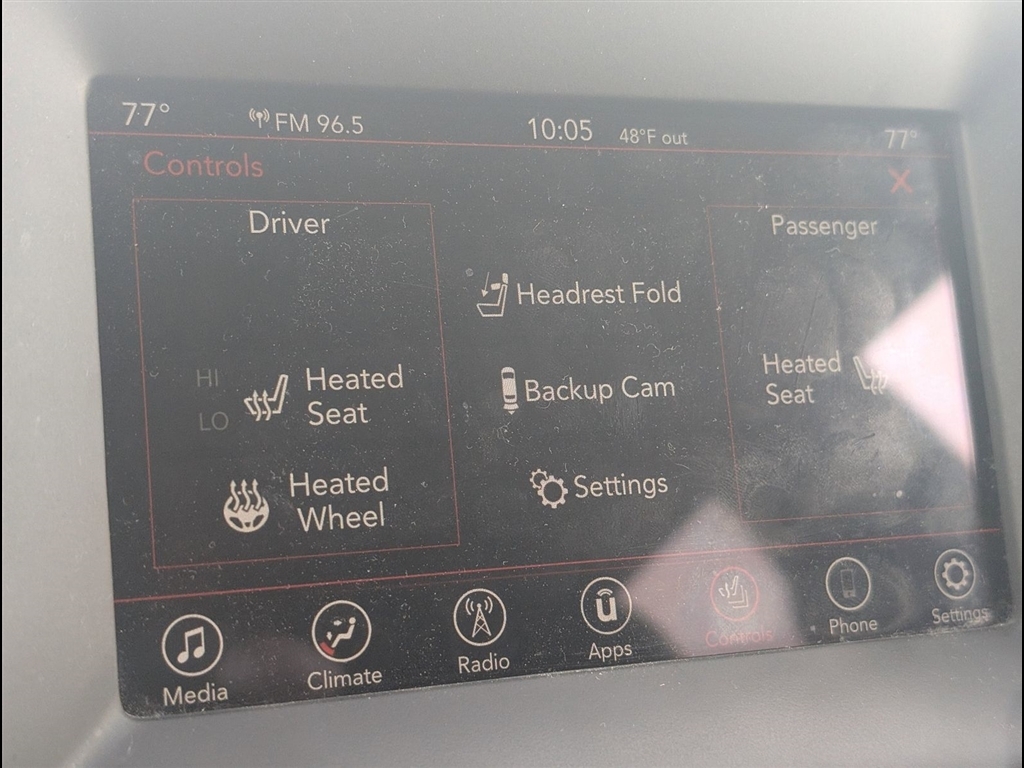 77° FM 96.5 10:05 48°F out 77°
Controls X
Driver
Passenger
Headrest Fold
HI
LO
Heated
Seat
Backup Cam
Heated
Seat
Heated
Wheel
Settings
Media Climate Radio Apps Controls Phone Settings